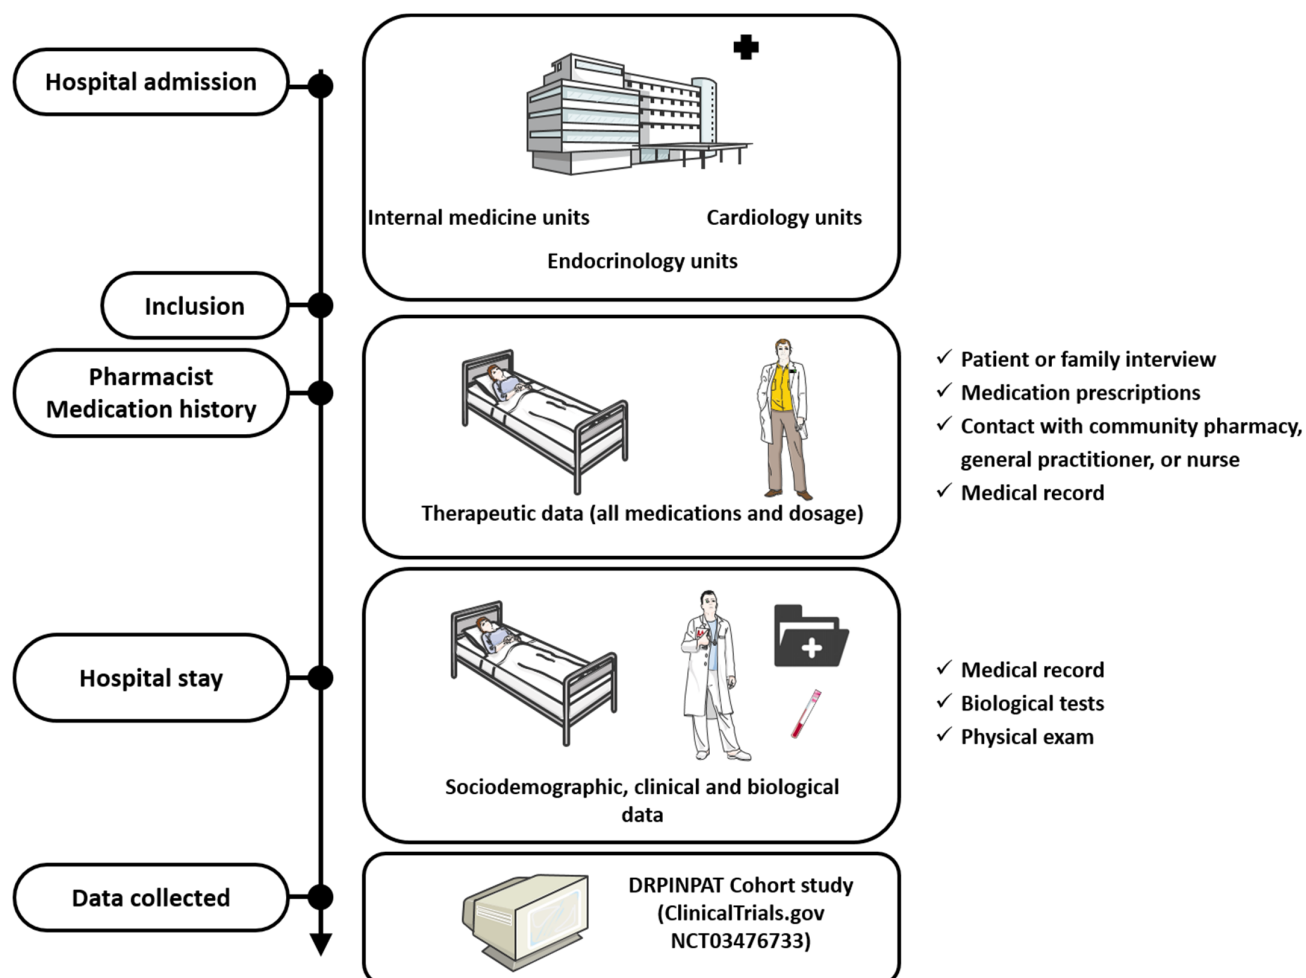 Hospital admission
Internal medicine units
Cardiology units
Endocrinology units
Inclusion
Pharmacist
Medication history
Therapeutic data (all medications and dosage)
✓ Patient or family interview
✓ Medication prescriptions
✓ Contact with community pharmacy,
general practitioner, or nurse
✓ Medical record
Hospital stay
Sociodemographic, clinical and biological
data
✓ Medical record
✓ Biological tests
✓ Physical exam
Data collected
DRPINPAT Cohort study
(ClinicalTrials.gov
NCT03476733)